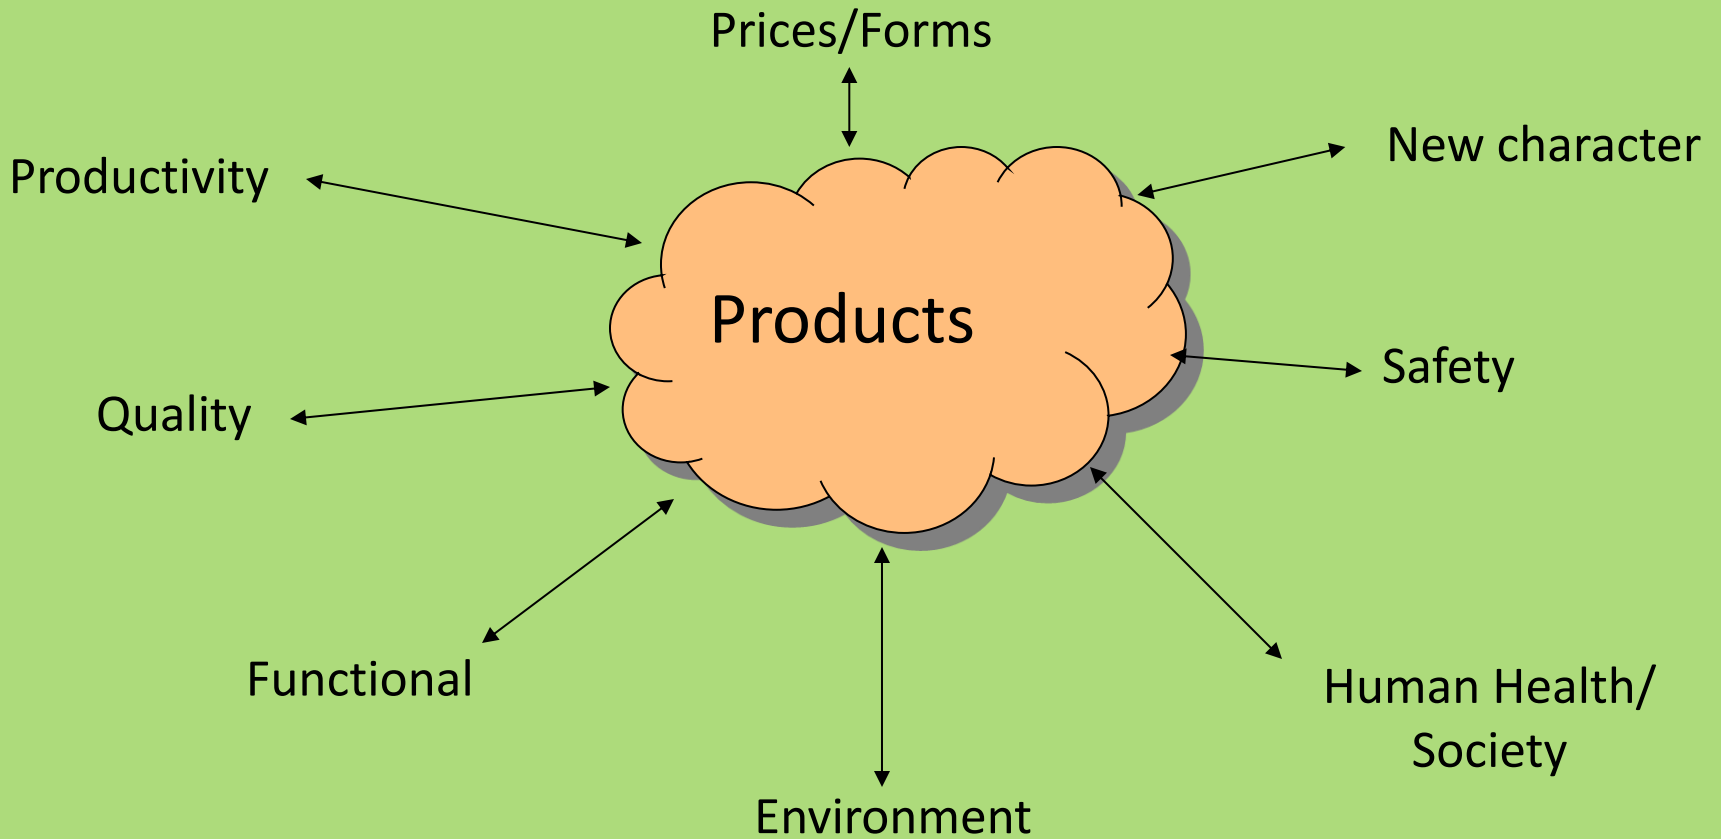 Prices/Forms
New character
Productivity
Products
Safety
Quality
Functional
Human Health/
Society
Environment